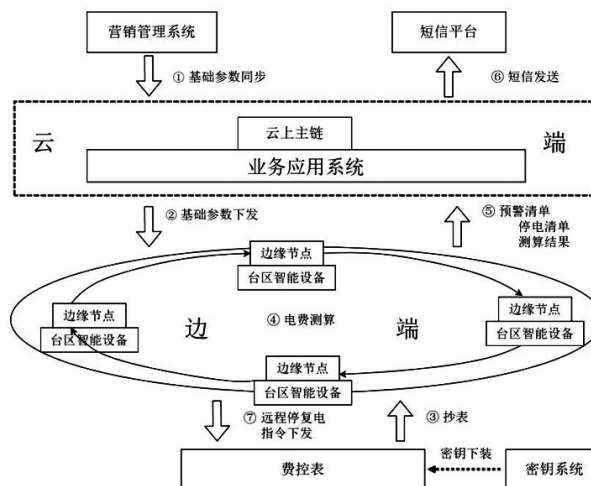 营销管理系统
短信平台
① 基础参数同步
⑥ 短信发送
云上主链
云
端
业务应用系统
② 基础参数下发
⑤ 预警清单
停电清单
测算结果
边缘节点
台区智能设备
边缘节点
台区智能设备
边缘节点
台区智能设备
边
④ 电费测算
端
边缘节点
台区智能设备
⑦ 远程停复电
指令下发
③ 抄表
费控表
密钥下装
密钥系统